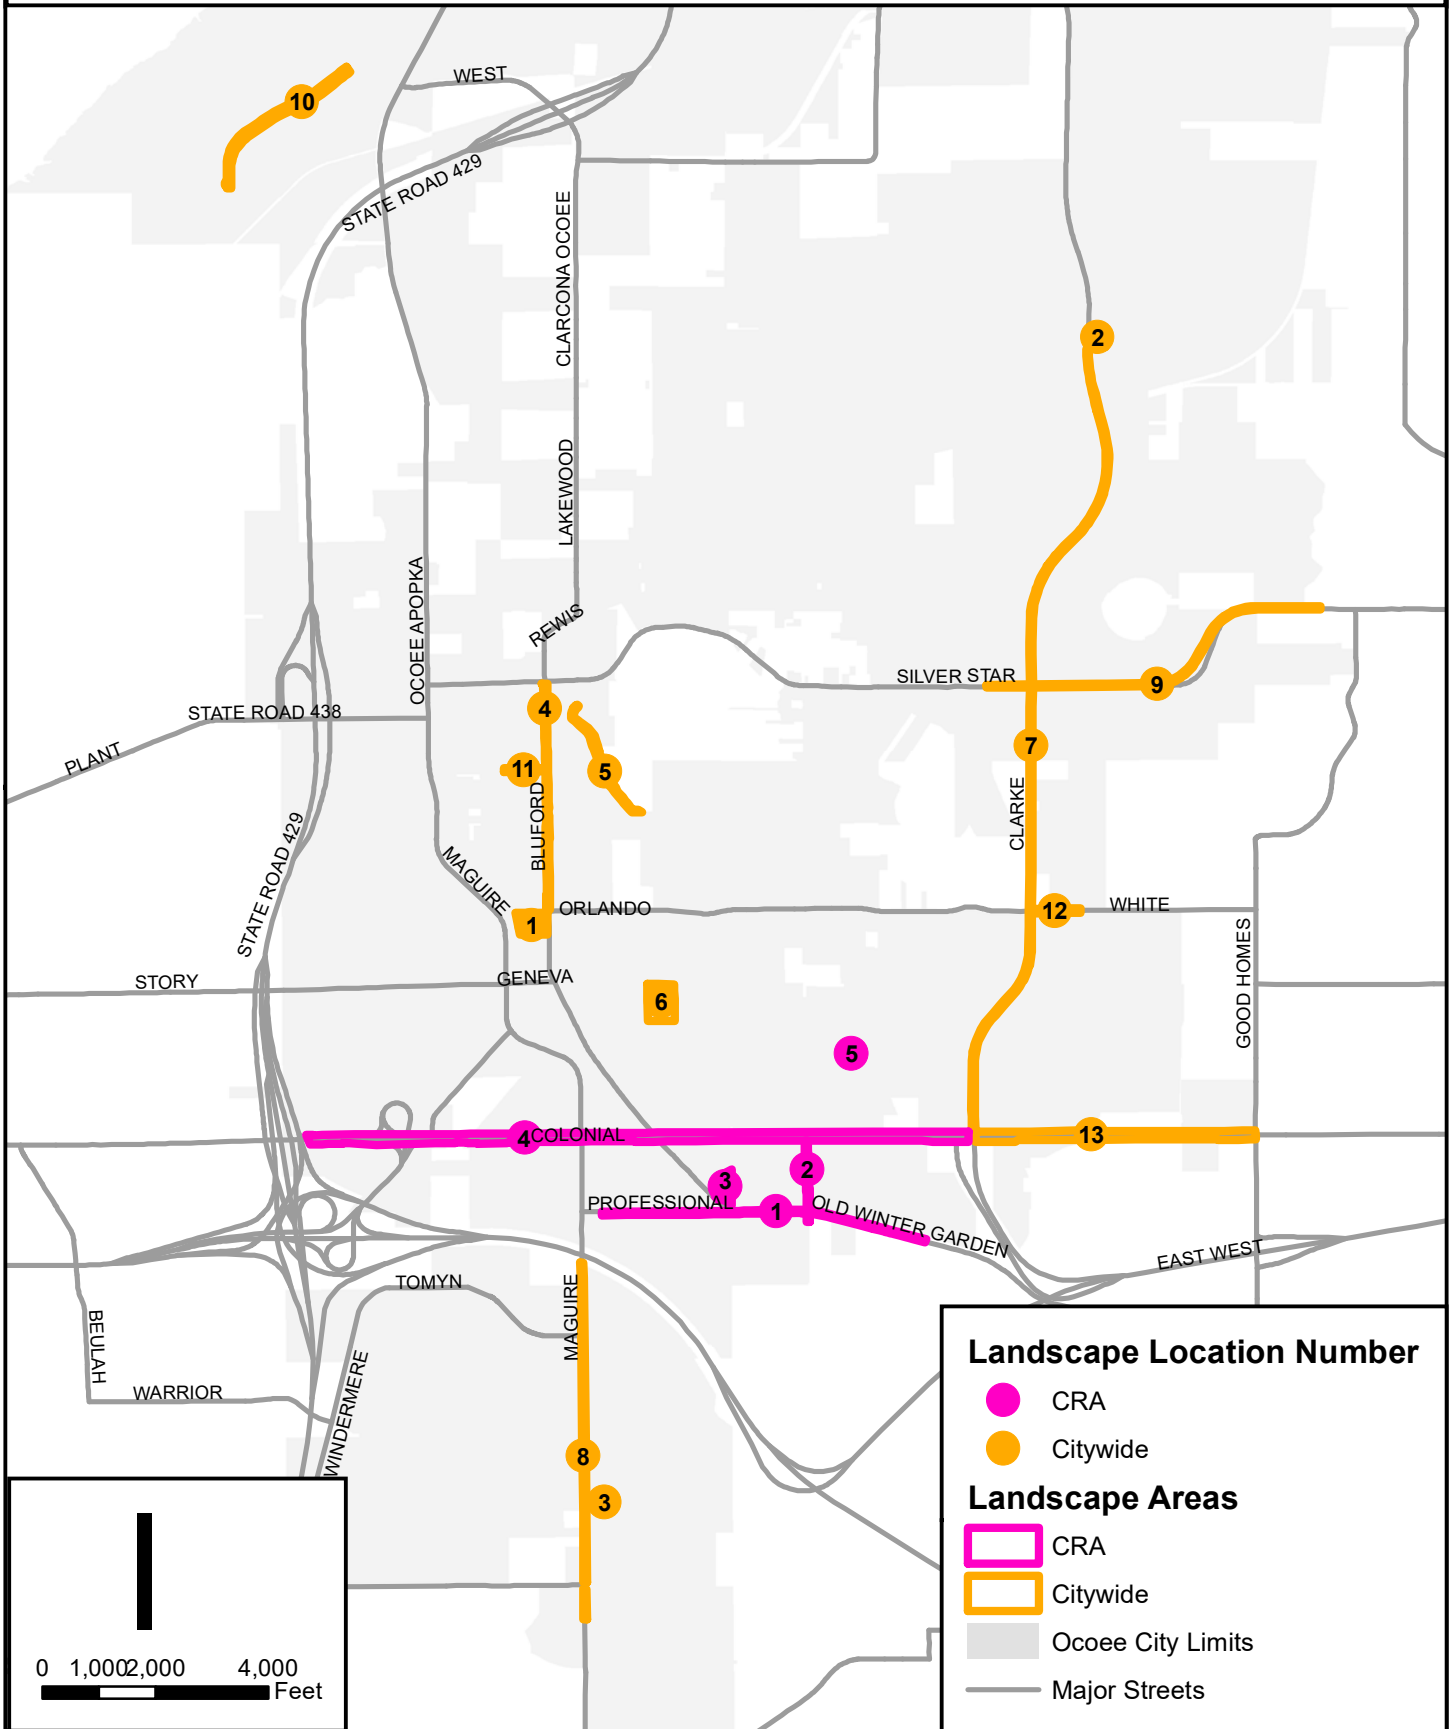 WEST
10
STATE ROAD 429
CLARCONA OCOEE
2
LAKEWOOD
OCOEE APOPKA
REWIS
SILVER STAR
9
STATE ROAD 438
4
PLANT
7
11
5
BLUFORD
CLARKE
STATE ROAD 429
MAGUIRE
1
ORLANDO
12
WHITE
STORY
GENEVA
GOOD HOMES
6
5
4
COLONIAL
13
3
2
PROFESSIONAL
1
OLD WINTER GARDEN
EAST WEST
TOMYN
MAGUIRE
BEULAH
WARRIOR
WINDERMERE
8
3
Landscape Location Number
CRA
Citywide
Landscape Areas
CRA
Citywide
Ocoee City Limits
Major Streets
0 1,000 2,000 4,000
Feet